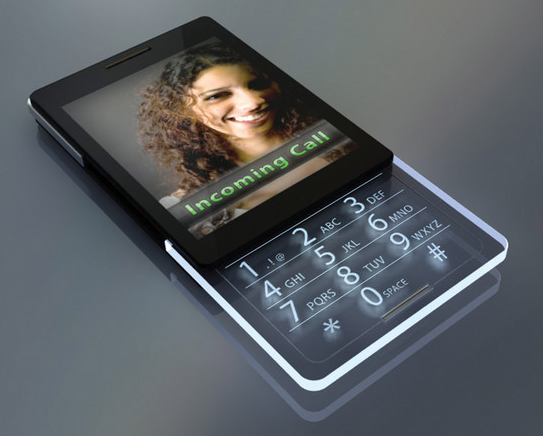 Incoming Call
1 .!@ 2 ABC 3 DEF
4 GHI 5 JKL 6 MNO
7 PQRS 8 TUV 9 WXYZ
* 0 SPACE #